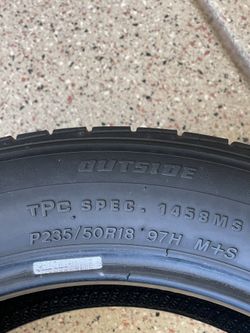 OUTSIDE
TPC SPEC. 1458MS
P235/50R18 97H M+S